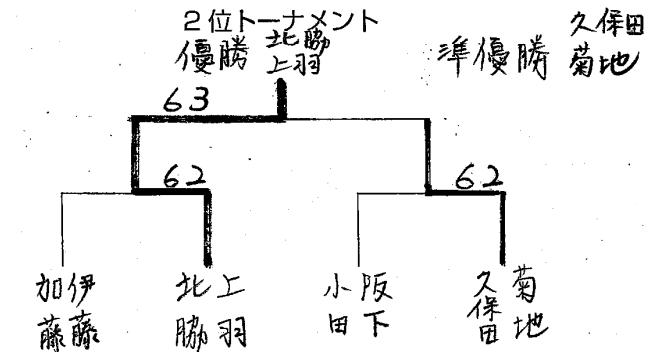 ２位トーナメント
優勝 北脇 上羽
準優勝 久保田 菊地
63
62
62
加藤 伊藤
北脇 上羽
小田 阪下
久保田 菊地